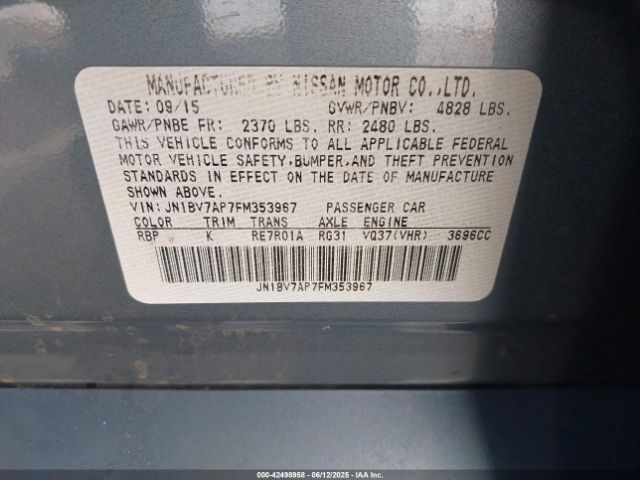 MANUFACTURED BY NISSAN MOTOR CO.,LTD.
DATE: 09/15 GVWR/PNBV: 4828 LBS.
GAWR/PNBE FR: 2370 LBS. RR: 2480 LBS.
THIS VEHICLE CONFORMS TO ALL APPLICABLE FEDERAL
MOTOR VEHICLE SAFETY,BUMPER,AND THEFT PREVENTION
STANDARDS IN EFFECT ON THE DATE OF MANUFACTURE
SHOWN ABOVE.
VIN: JN1BV7AP7FM353967 PASSENGER CAR
COLOR TRIM TRANS AXLE ENGINE
RBP K RE7R01A RG31 VQ37(VHR) 3696CC
JN1BV7AP7FM353967
000-42498958 - 06/12/2025 - IAAI.COM